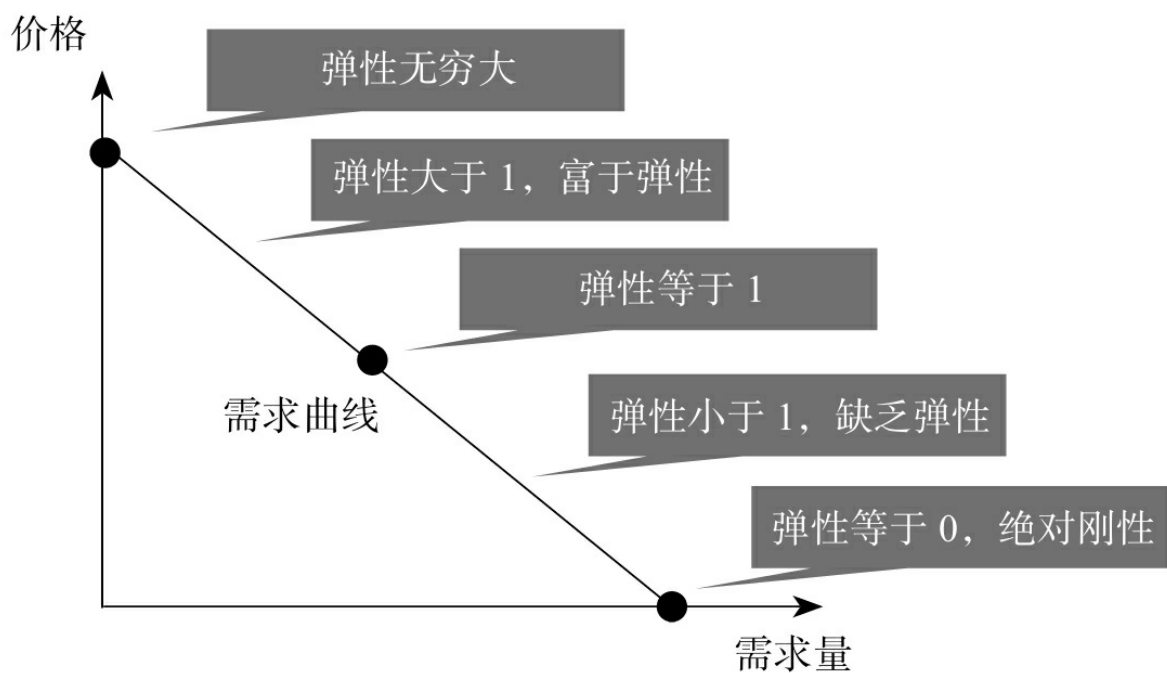 价格
弹性无穷大
弹性大于 1，富于弹性
弹性等于 1
需求曲线
弹性小于 1，缺乏弹性
弹性等于 0，绝对刚性
需求量